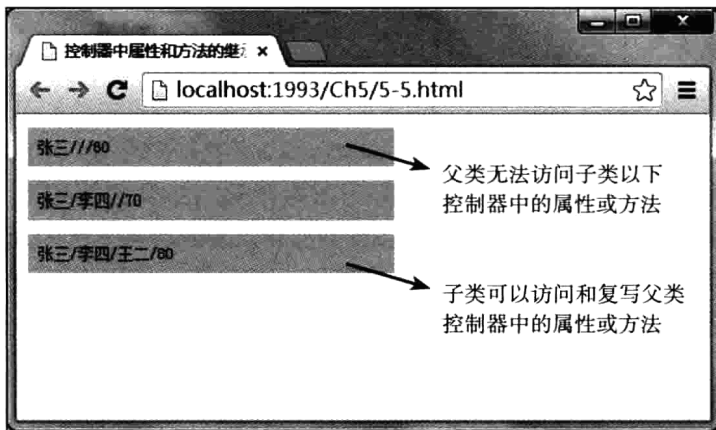 控制器中属性和方法的继
localhost:1993/Ch5/5-5.html
张三///60
张三/李四//70
张三/李四/王二/80
父类无法访问子类以下
控制器中的属性或方法
子类可以访问和复写父类
控制器中的属性或方法